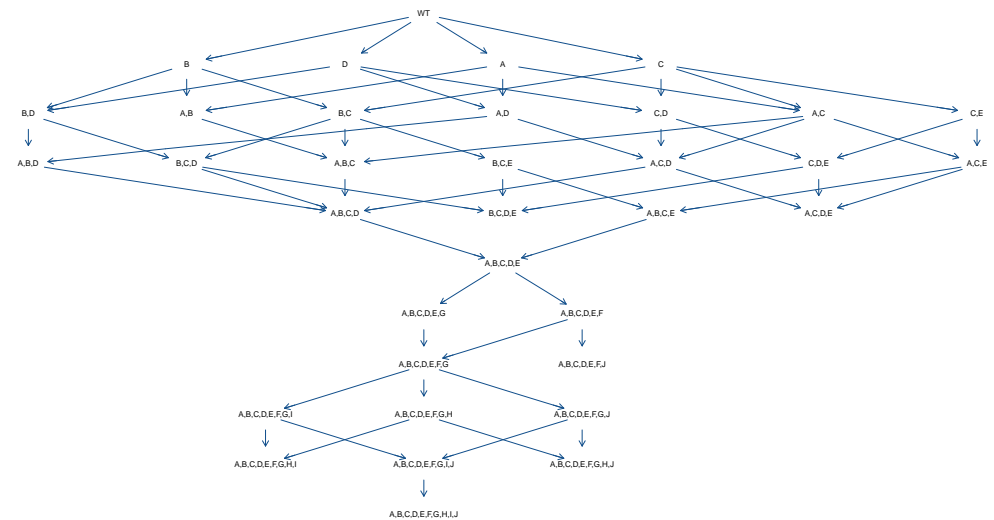 WT
B D A C
B,D A,B B,C A,D C,D A,C C,E
A,B,D B,C,D A,B,C B,C,E A,C,D C,D,E A,C,E
A,B,C,D B,C,D,E A,B,C,E A,C,D,E
A,B,C,D,E
A,B,C,D,E,G A,B,C,D,E,F
A,B,C,D,E,F,G A,B,C,D,E,F,J
A,B,C,D,E,F,G,I A,B,C,D,E,F,G,H A,B,C,D,E,F,G,J
A,B,C,D,E,F,G,H,I A,B,C,D,E,F,G,I,J A,B,C,D,E,F,G,H,J
A,B,C,D,E,F,G,H,I,J